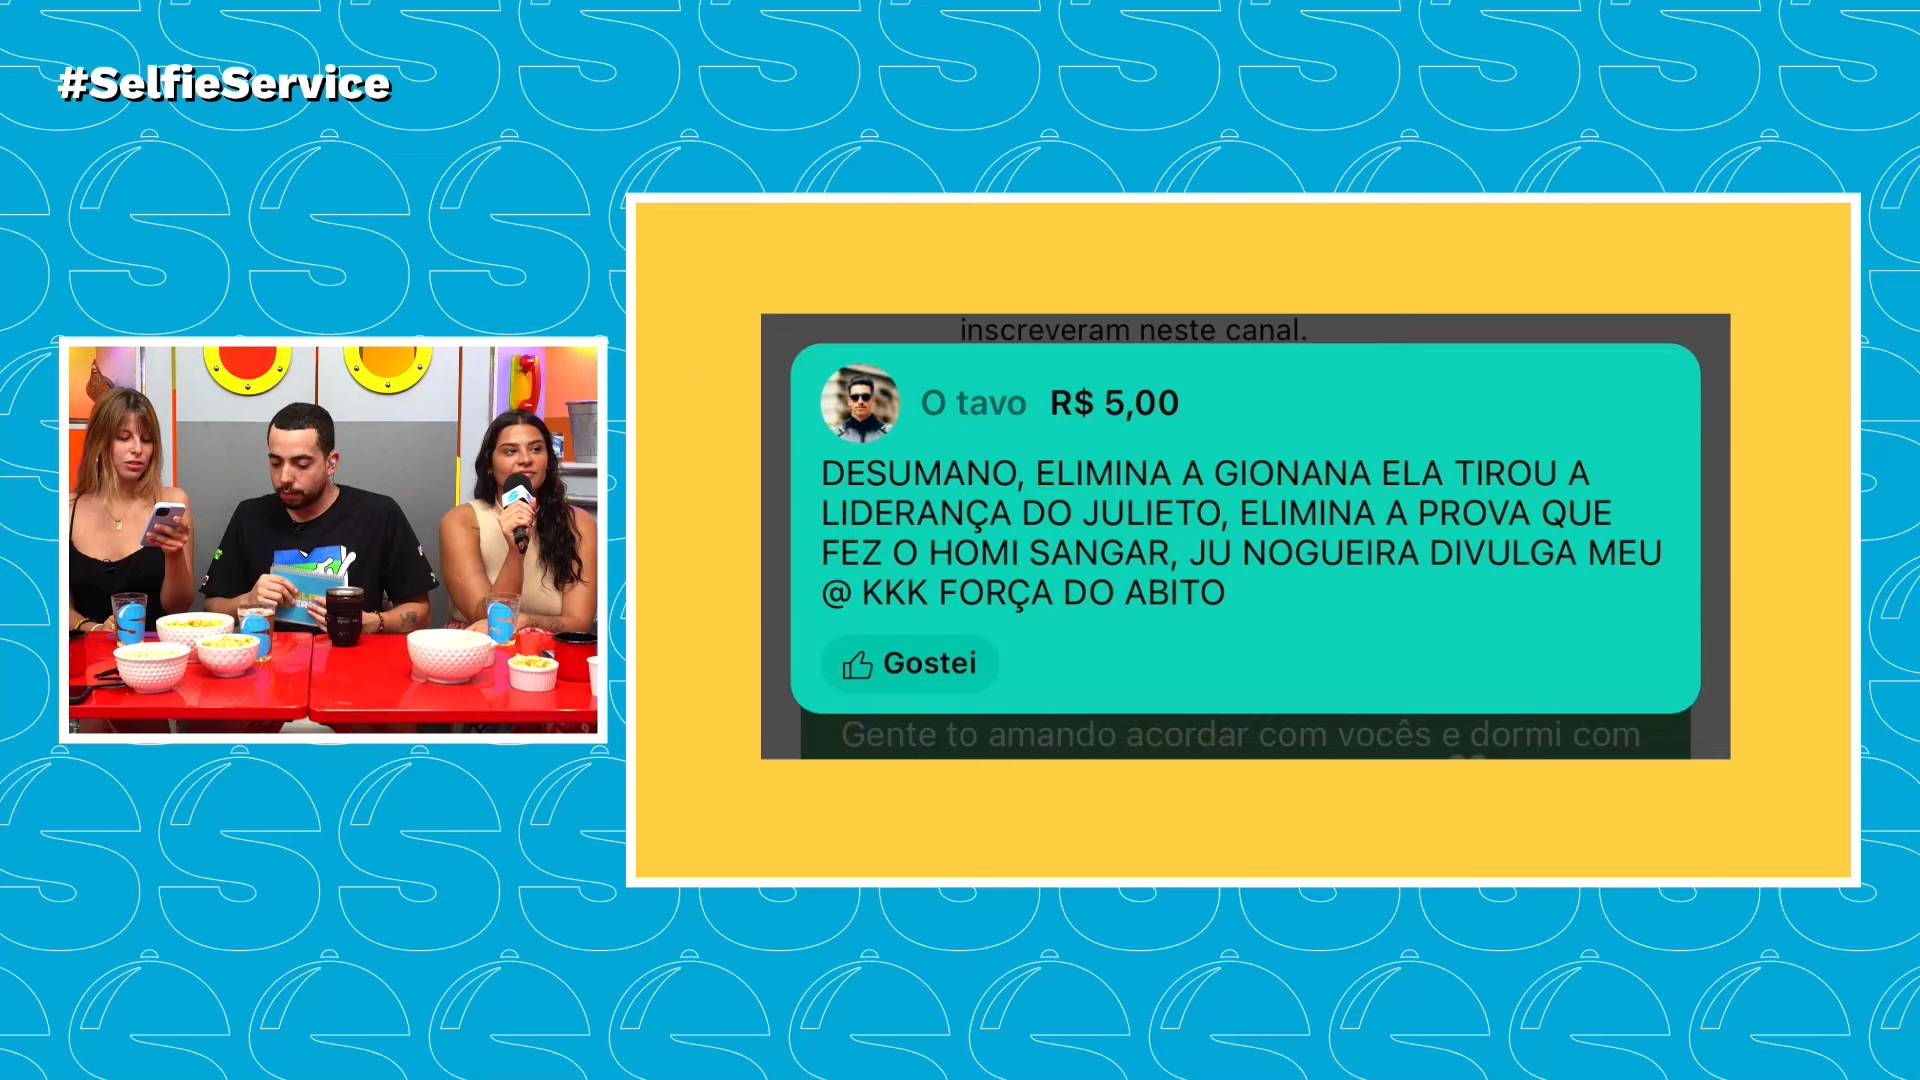 #SelfieService
inscreveram neste canal.
O tavo R$ 5,00
DESUMANO, ELIMINA A GIONANA ELA TIROU A
LIDERANÇA DO JULIETO, ELIMINA A PROVA QUE
FEZ O HOMI SANGAR, JU NOGUEIRA DIVULGA MEU
@ KKK FORÇA DO ABITO
Gostei
Gente to amando acordar com vocês e dormi com